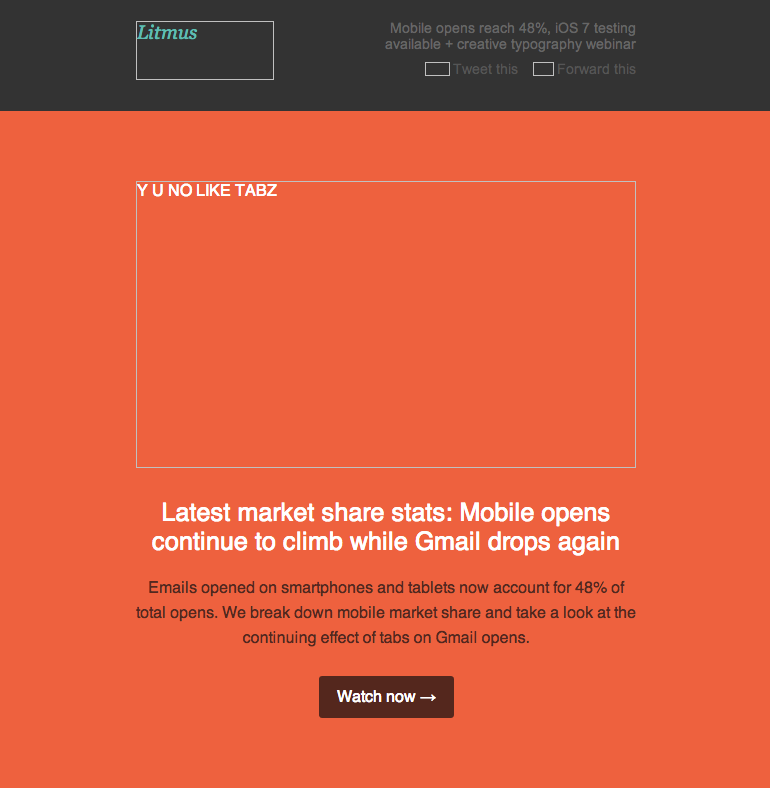 Litmus
Mobile opens reach 48%, iOS 7 testing
available + creative typography webinar
Tweet this
Forward this
Y U NO LIKE TABZ
Latest market share stats: Mobile opens
continue to climb while Gmail drops again
Emails opened on smartphones and tablets now account for 48% of
total opens. We break down mobile market share and take a look at the
continuing effect of tabs on Gmail opens.
Watch now →